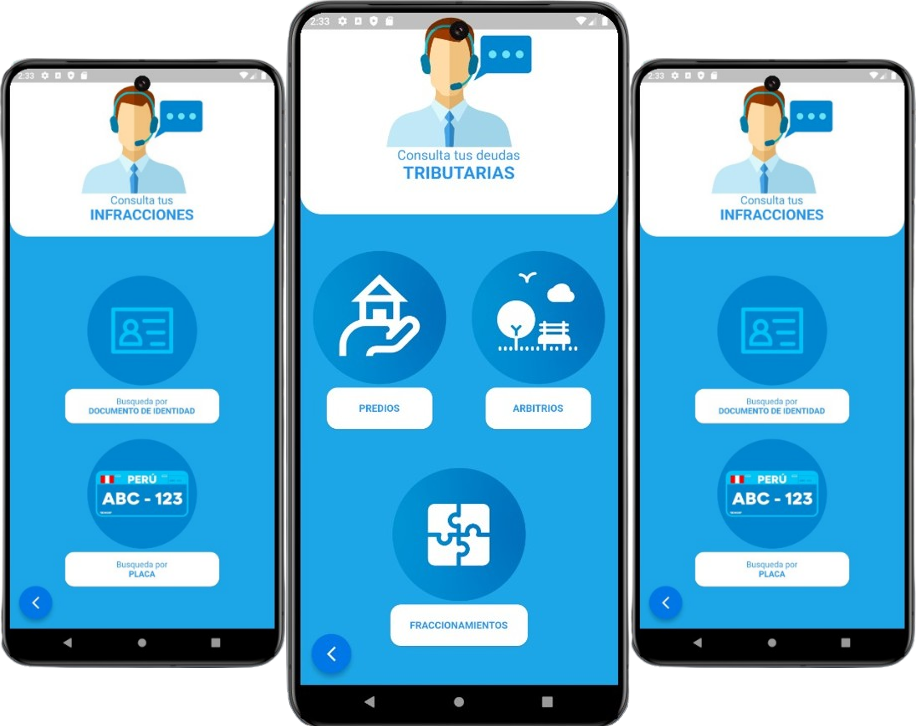 2:33
Consulta tus
INFRACCIONES
Busqueda por
DOCUMENTO DE IDENTIDAD
PERÚ
ABC - 123
Busqueda por
PLACA
2:33
Consulta tus deudas
TRIBUTARIAS
PREDIOS
ARBITRIOS
FRACCIONAMIENTOS
2:33
Consulta tus
INFRACCIONES
Busqueda por
DOCUMENTO DE IDENTIDAD
PERÚ
ABC - 123
Busqueda por
PLACA